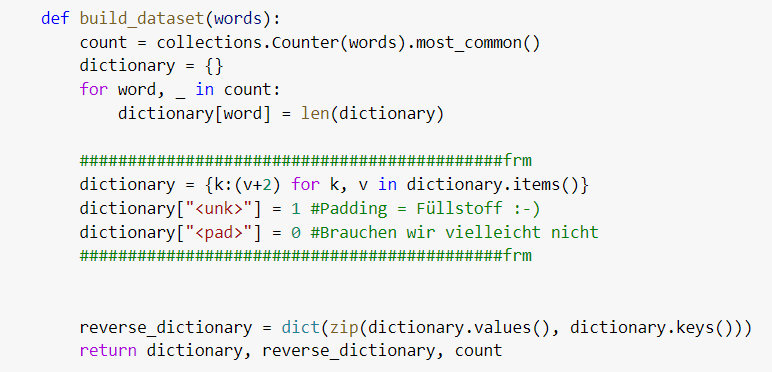 def build_dataset(words):
count = collections.Counter(words).most_common()
dictionary = {}
for word, _ in count:
dictionary[word] = len(dictionary)
############################################frm
dictionary = {k:(v+2) for k, v in dictionary.items()}
dictionary["<unk>"] = 1 #Padding = Füllstoff :-)
dictionary["<pad>"] = 0 #Brauchen wir vielleicht nicht
############################################frm
reverse_dictionary = dict(zip(dictionary.values(), dictionary.keys()))
return dictionary, reverse_dictionary, count